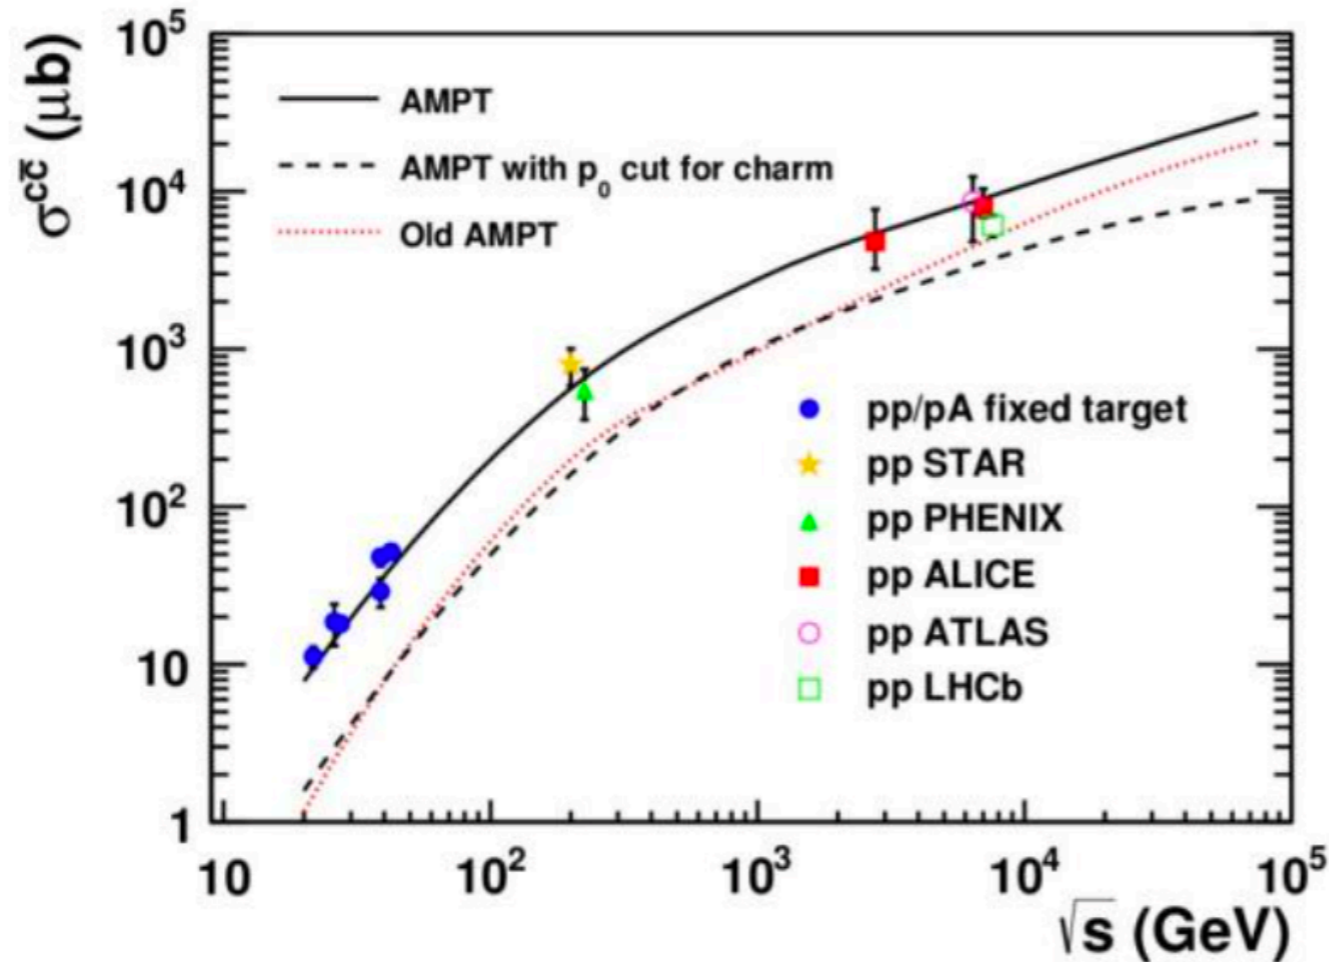 σ^{cc̄} (μb)
10^5
10^4
10^3
10^2
10
1
AMPT
AMPT with p_0 cut for charm
Old AMPT
pp/pA fixed target
pp STAR
pp PHENIX
pp ALICE
pp ATLAS
pp LHCb
10 10^2 10^3 10^4 10^5
√s (GeV)